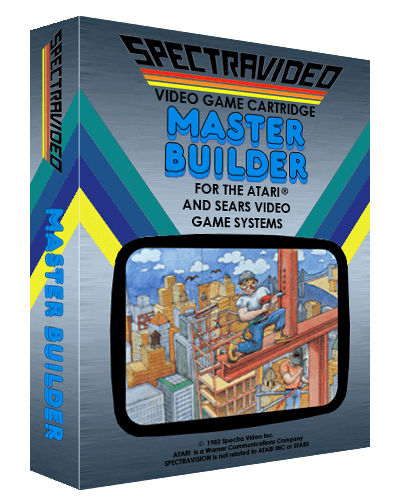 SPECTRAVIDEO
VIDEO GAME CARTRIDGE
MASTER
BUILDER
FOR THE ATARI®
AND SEARS VIDEO
GAME SYSTEMS
© 1982 Spectra Video Inc.
ATARI is a Warner Communications Company
SPECTRAVISION is not related to ATARI INC or SEARS
SPECTRAVIDEO
MASTER BUILDER